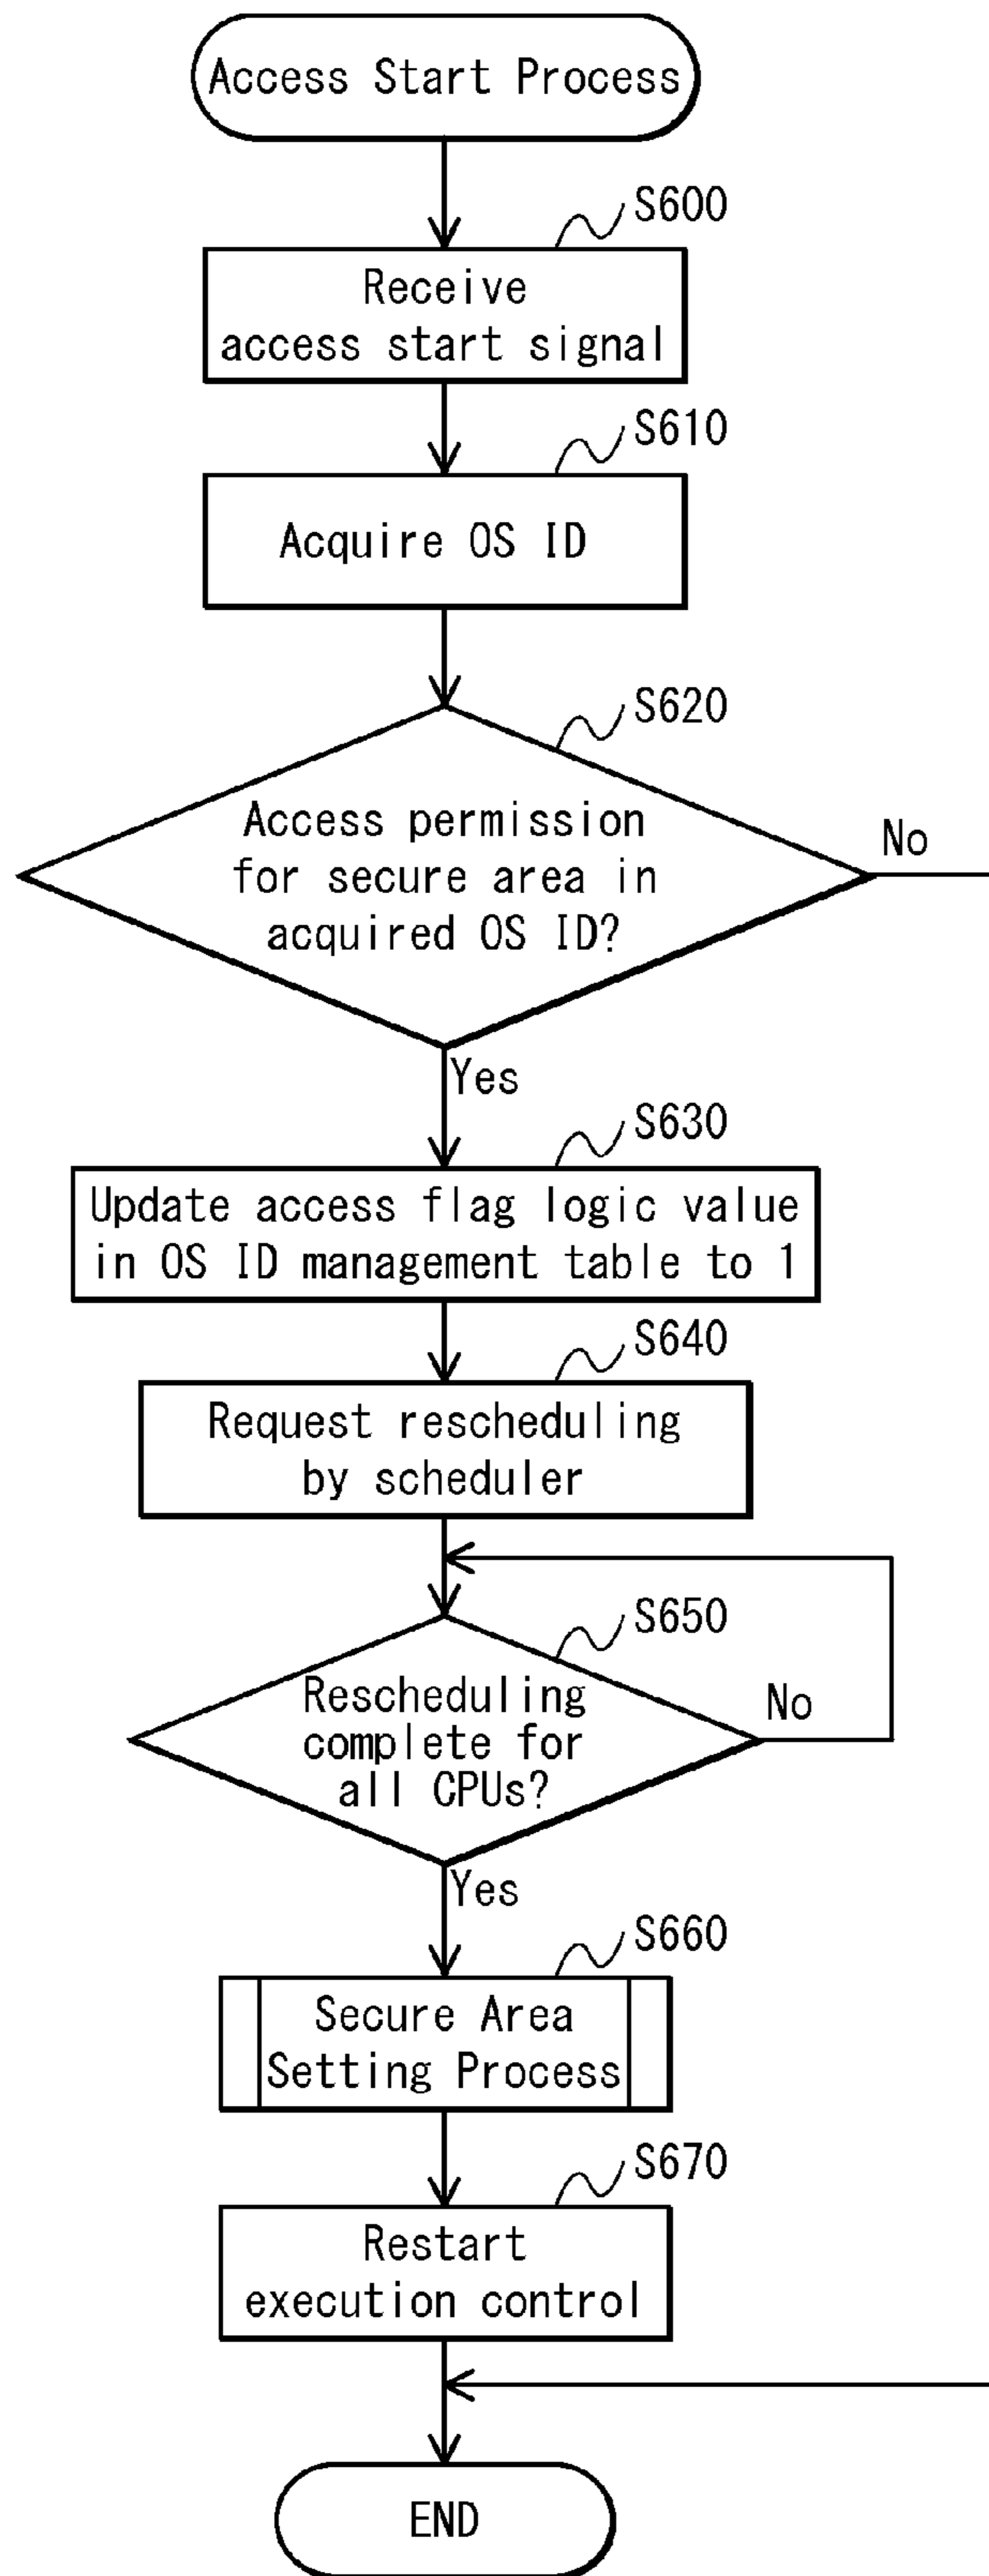 Access Start Process
S600
Receive
access start signal
S610
Acquire OS ID
S620
Access permission
for secure area in
acquired OS ID?
No
Yes
S630
Update access flag logic value
in OS ID management table to 1
S640
Request rescheduling
by scheduler
S650
Rescheduling
complete for
all CPUs?
No
Yes
S660
Secure Area
Setting Process
S670
Restart
execution control
END